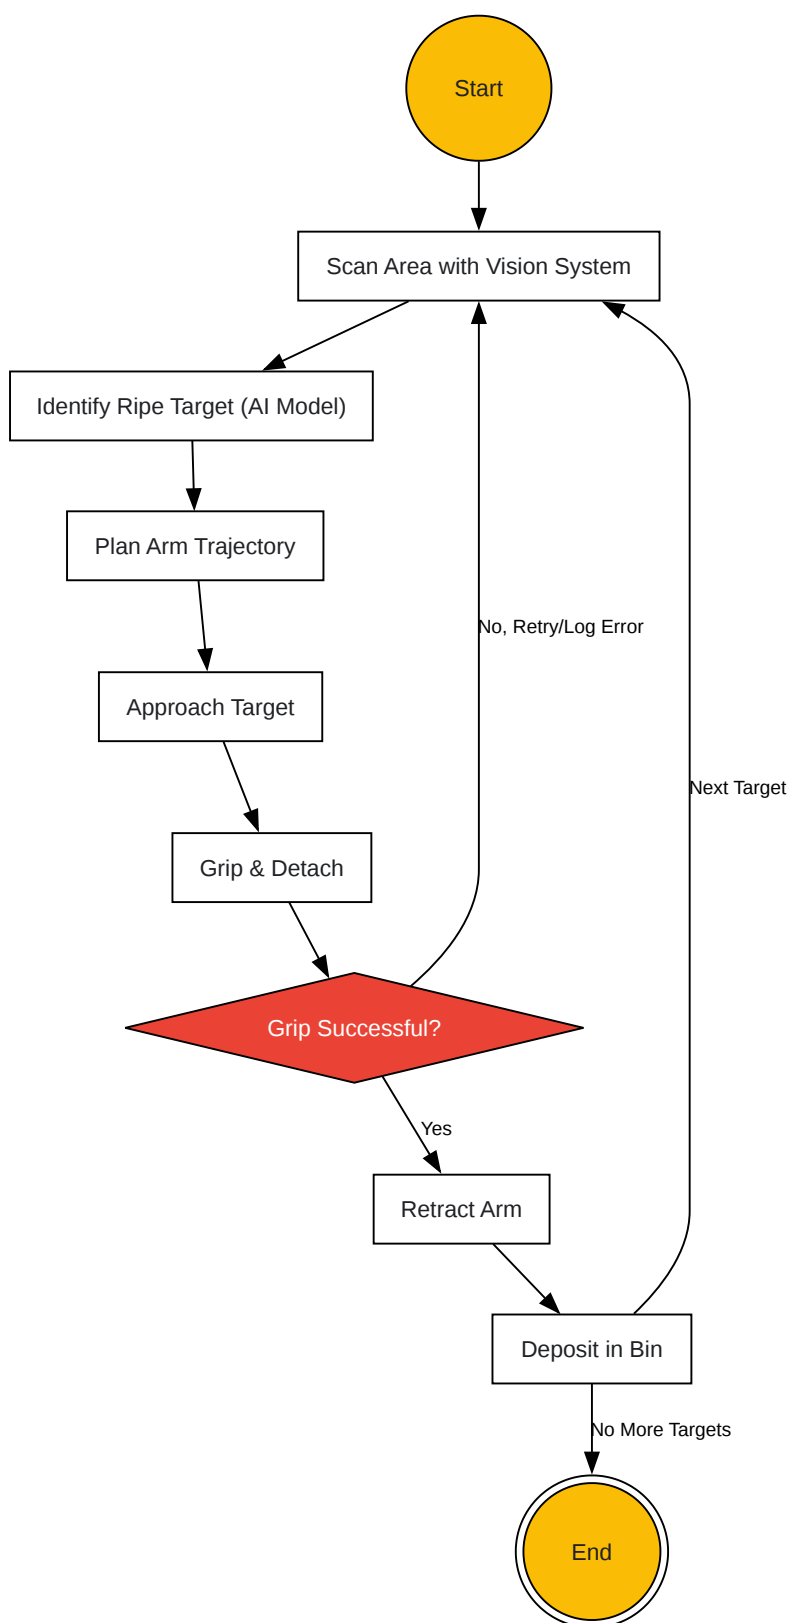 Start
Scan Area with Vision System
Identify Ripe Target (AI Model)
Plan Arm Trajectory
No, Retry/Log Error
Approach Target
Next Target
Grip & Detach
Grip Successful?
Yes
Retract Arm
Deposit in Bin
No More Targets
End